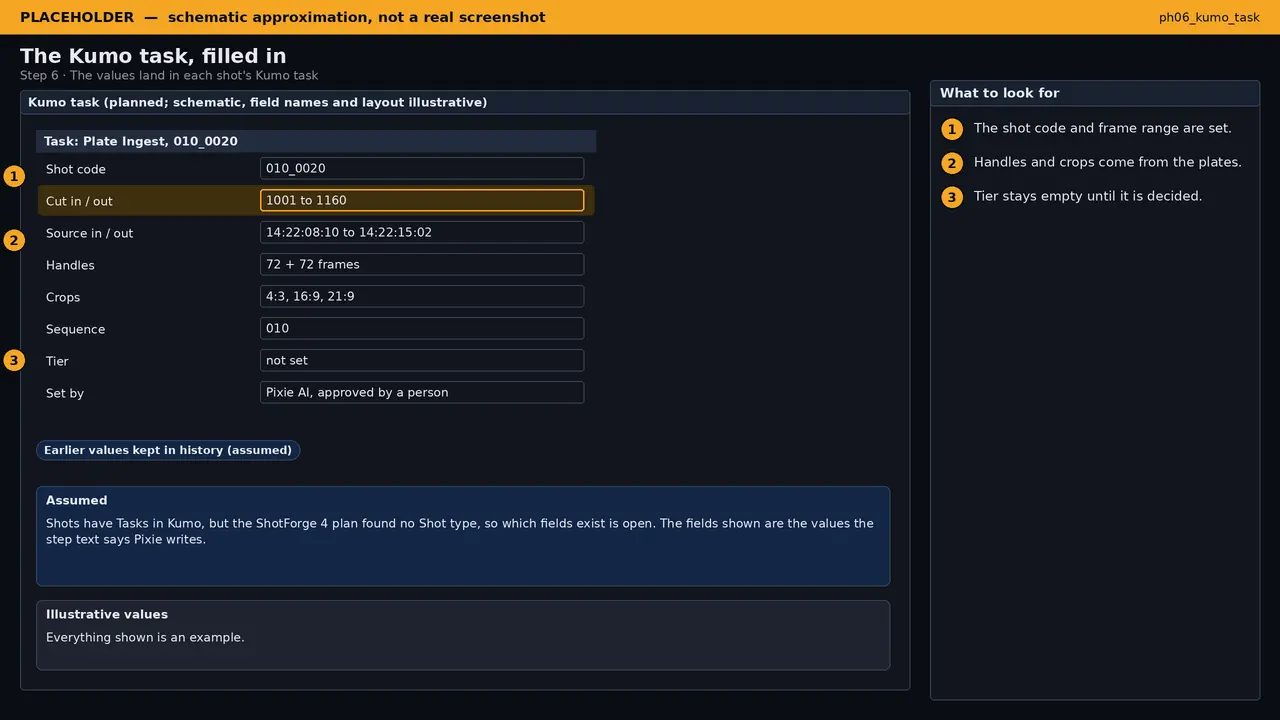 PLACEHOLDER — schematic approximation, not a real screenshot
ph06_kumo_task
The Kumo task, filled in
Step 6 · The values land in each shot's Kumo task
Kumo task (planned; schematic, field names and layout illustrative)
Task: Plate Ingest, 010_0020
1
Shot code
010_0020
Cut in / out
1001 to 1160
2
Source in / out
14:22:08:10 to 14:22:15:02
Handles
72 + 72 frames
Crops
4:3, 16:9, 21:9
Sequence
010
3
Tier
not set
Set by
Pixie AI, approved by a person
Earlier values kept in history (assumed)
Assumed
Shots have Tasks in Kumo, but the ShotForge 4 plan found no Shot type, so which fields exist is open. The fields shown are the values the
step text says Pixie writes.
Illustrative values
Everything shown is an example.
What to look for
1 The shot code and frame range are set.
2 Handles and crops come from the plates.
3 Tier stays empty until it is decided.